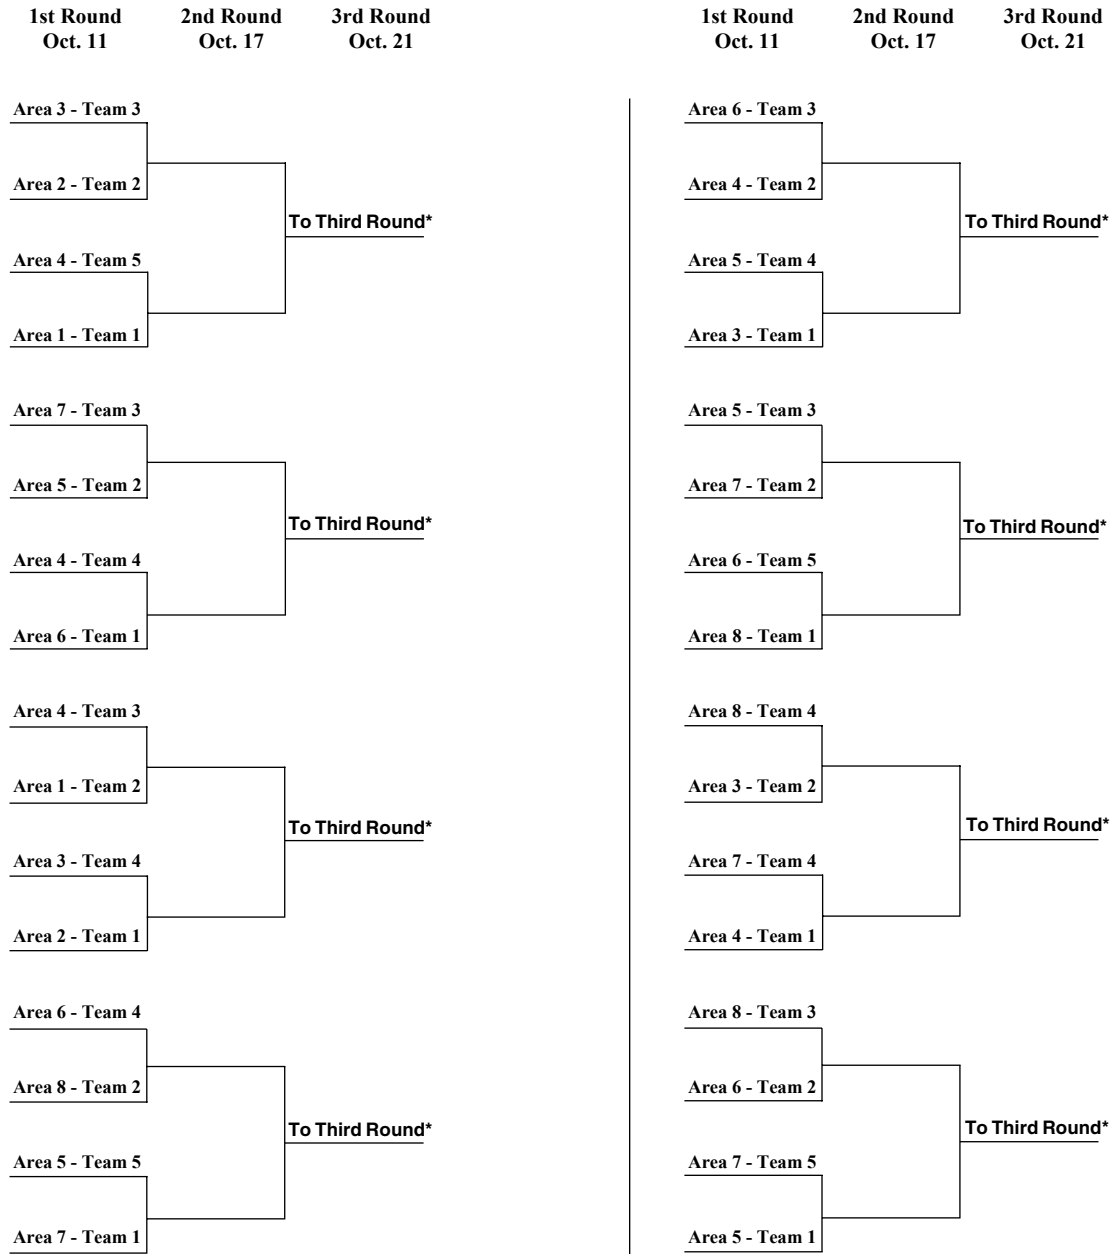 1st Round
Oct. 11
2nd Round
Oct. 17
3rd Round
Oct. 21
Area 3 - Team 3
Area 2 - Team 2
To Third Round*
Area 4 - Team 5
Area 1 - Team 1
Area 7 - Team 3
Area 5 - Team 2
To Third Round*
Area 4 - Team 4
Area 6 - Team 1
Area 4 - Team 3
Area 1 - Team 2
To Third Round*
Area 3 - Team 4
Area 2 - Team 1
Area 6 - Team 4
Area 8 - Team 2
To Third Round*
Area 5 - Team 5
Area 7 - Team 1
1st Round
Oct. 11
2nd Round
Oct. 17
3rd Round
Oct. 21
Area 6 - Team 3
Area 4 - Team 2
To Third Round*
Area 5 - Team 4
Area 3 - Team 1
Area 5 - Team 3
Area 7 - Team 2
To Third Round*
Area 6 - Team 5
Area 8 - Team 1
Area 8 - Team 4
Area 3 - Team 2
To Third Round*
Area 7 - Team 4
Area 4 - Team 1
Area 8 - Team 3
Area 6 - Team 2
To Third Round*
Area 7 - Team 5
Area 5 - Team 1